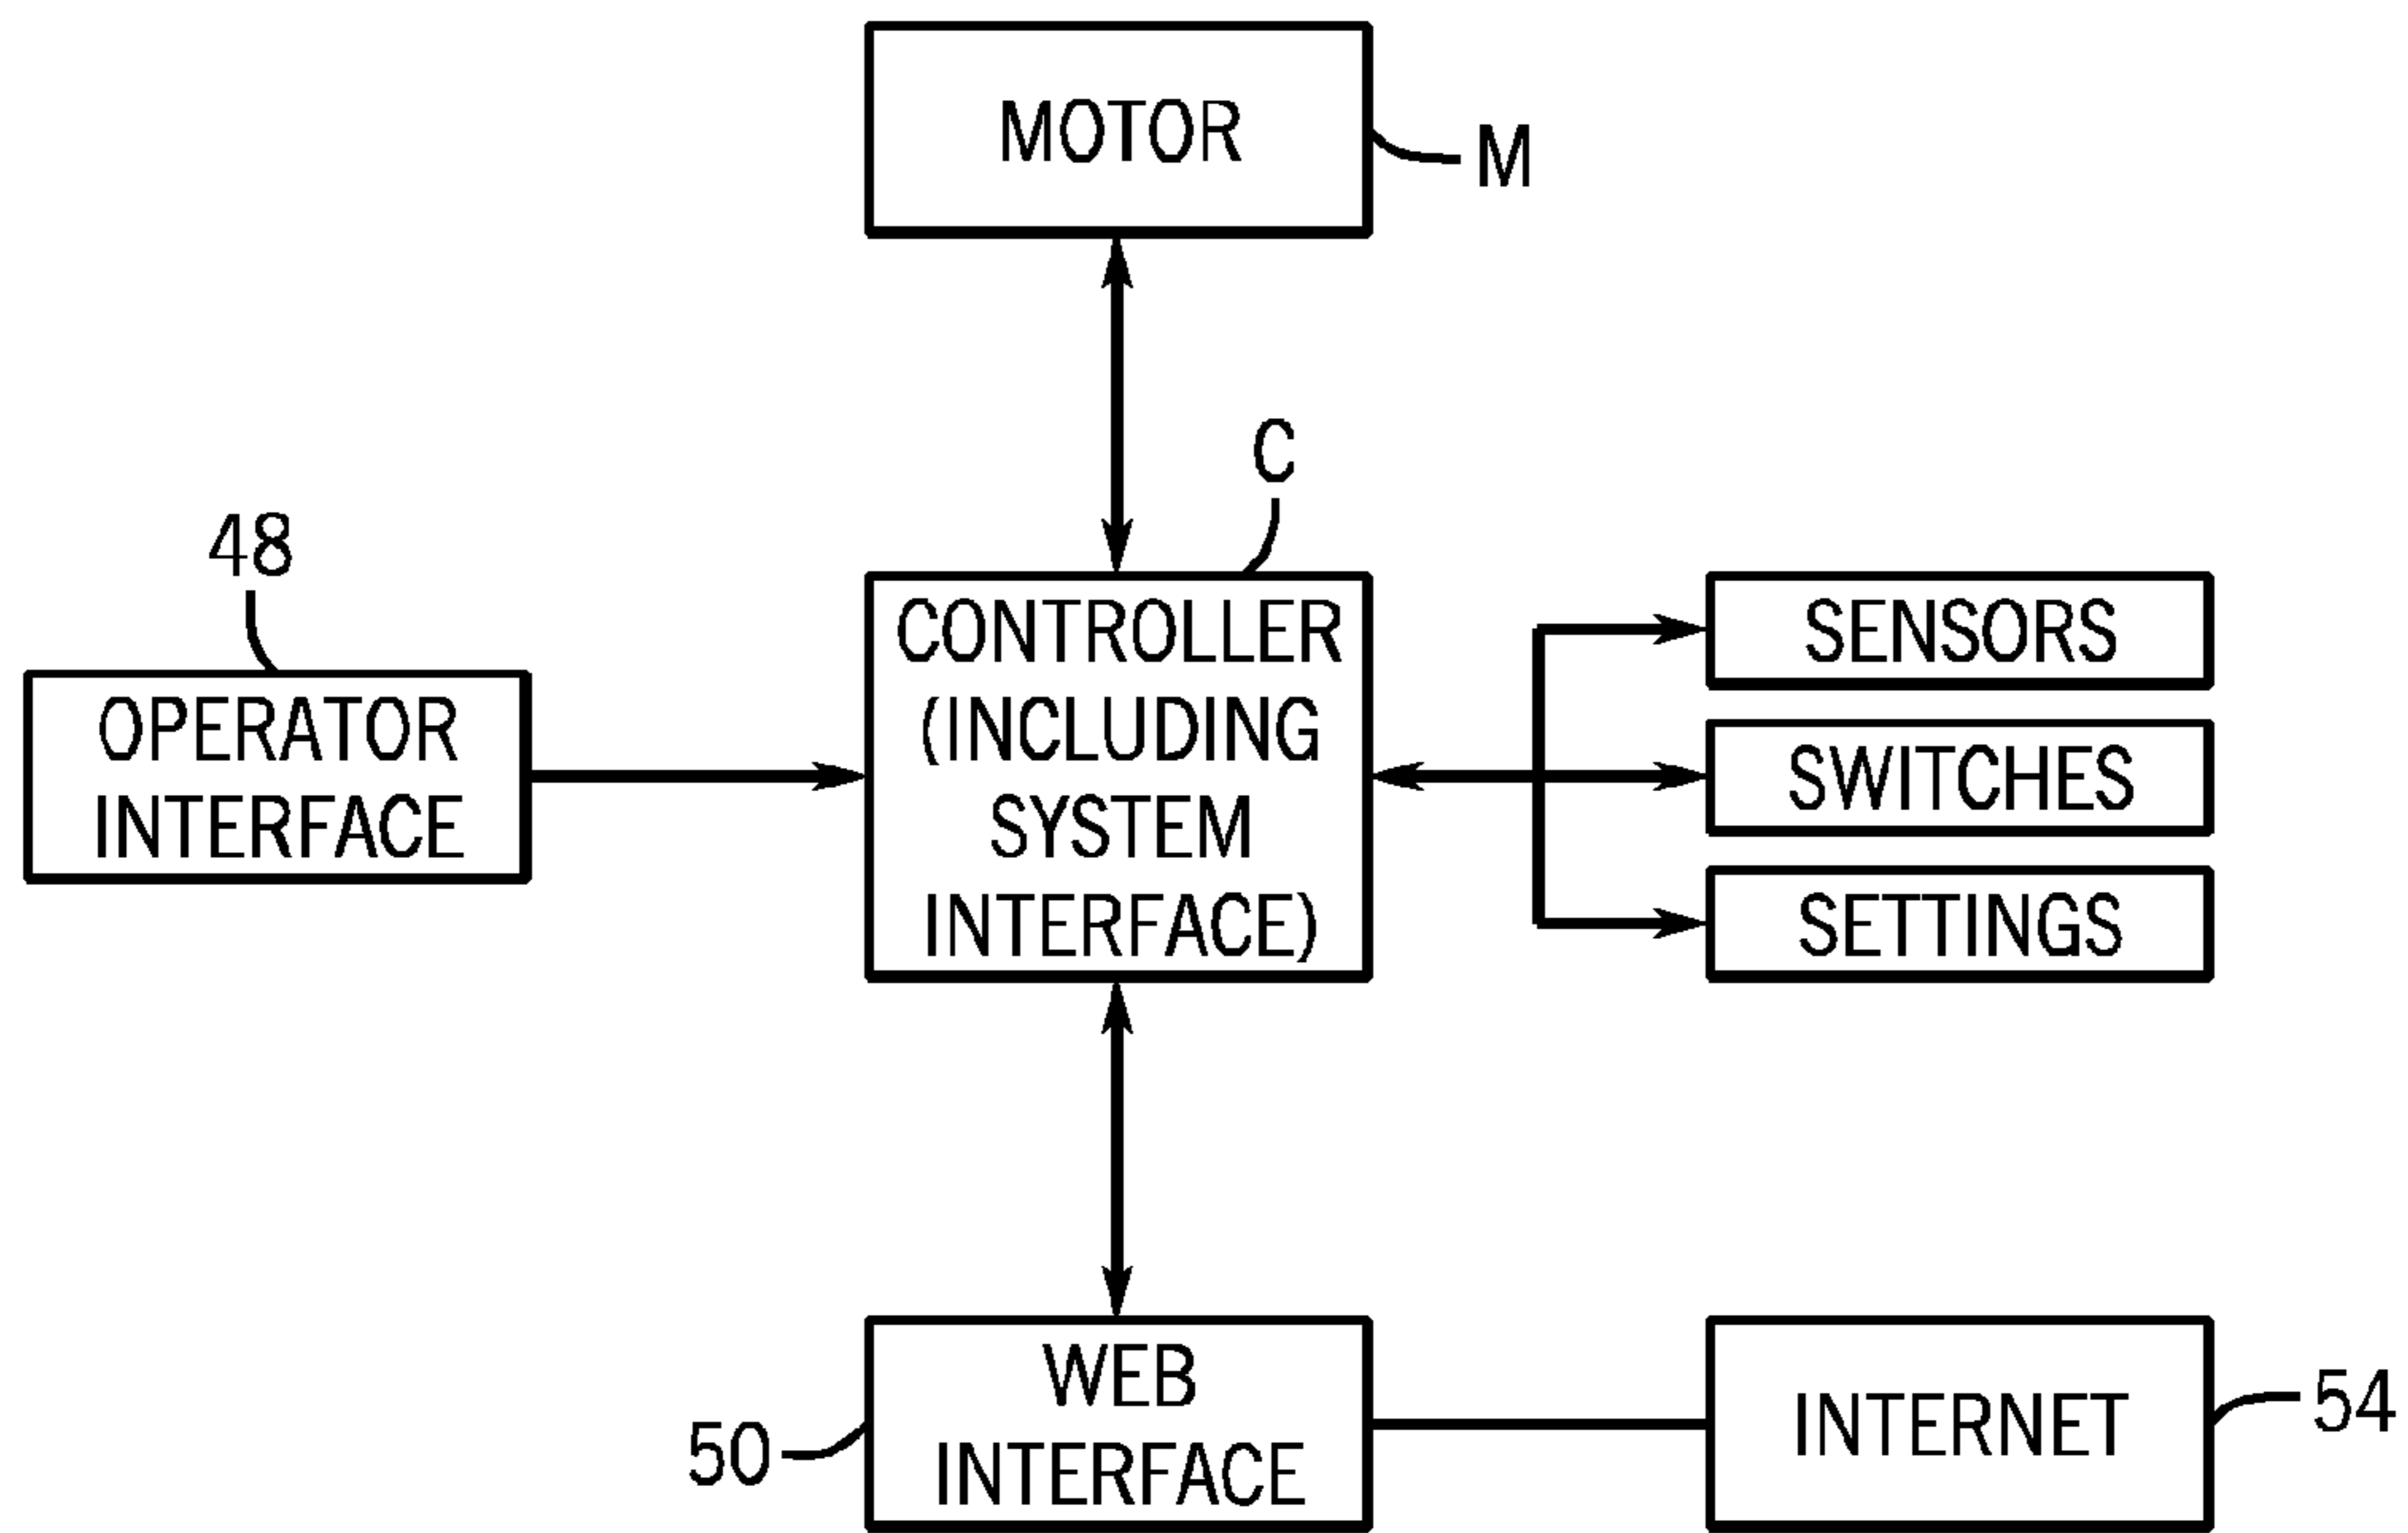 MOTOR
M
C
48
CONTROLLER
(INCLUDING
SYSTEM
INTERFACE)
OPERATOR
INTERFACE
SENSORS
SWITCHES
SETTINGS
WEB
INTERFACE
50
INTERNET
54